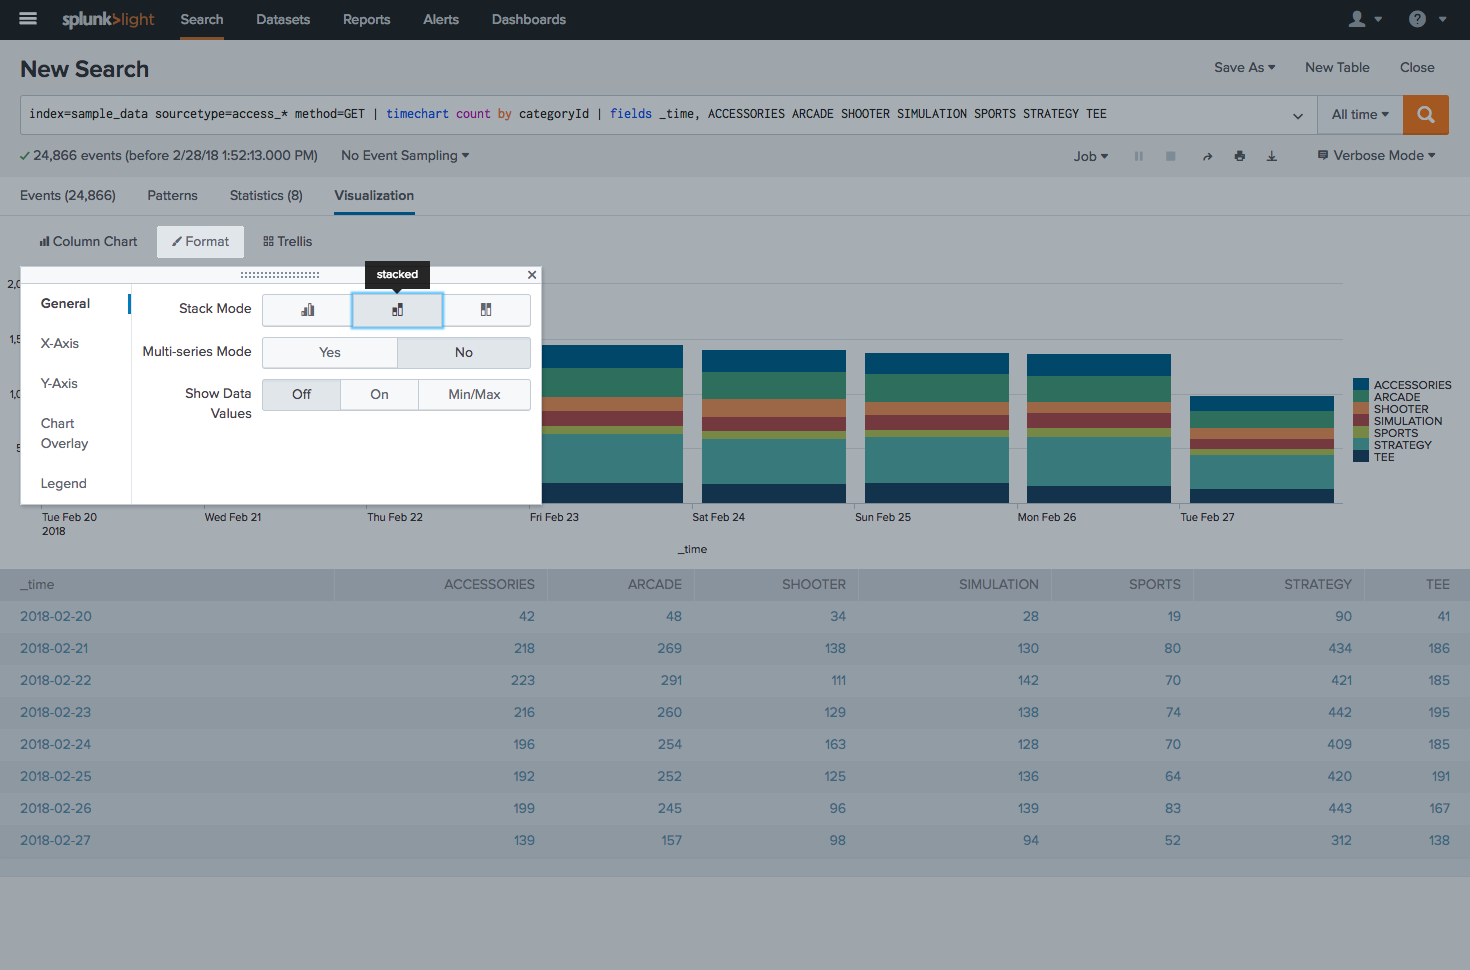 splunk>light Search Datasets Reports Alerts Dashboards
New Search
Save As New Table Close
index=sample_data sourcetype=access_* method=GET | timechart count by categoryId | fields _time, ACCESSORIES ARCADE SHOOTER SIMULATION SPORTS STRATEGY TEE
All time
24,866 events (before 2/28/18 1:52:13.000 PM) No Event Sampling
Job Verbose Mode
Events (24,866) Patterns Statistics (8) Visualization
Column Chart Format Trellis
stacked
General
X-Axis
Y-Axis
Chart
Overlay
Legend
Stack Mode
Multi-series Mode Yes No
Show Data
Values
Off On Min/Max
ACCESSORIES
ARCADE
SHOOTER
SIMULATION
SPORTS
STRATEGY
TEE
Tue Feb 20
2018
Wed Feb 21
Thu Feb 22
Fri Feb 23
Sat Feb 24
Sun Feb 25
Mon Feb 26
Tue Feb 27
_time
_time ACCESSORIES ARCADE SHOOTER SIMULATION SPORTS STRATEGY TEE
2018-02-20 42 48 34 28 19 90 41
2018-02-21 218 269 138 130 80 434 186
2018-02-22 223 291 111 142 70 421 185
2018-02-23 216 260 129 138 74 442 195
2018-02-24 196 254 163 128 70 409 185
2018-02-25 192 252 125 136 64 420 191
2018-02-26 199 245 96 139 83 443 167
2018-02-27 139 157 98 94 52 312 138